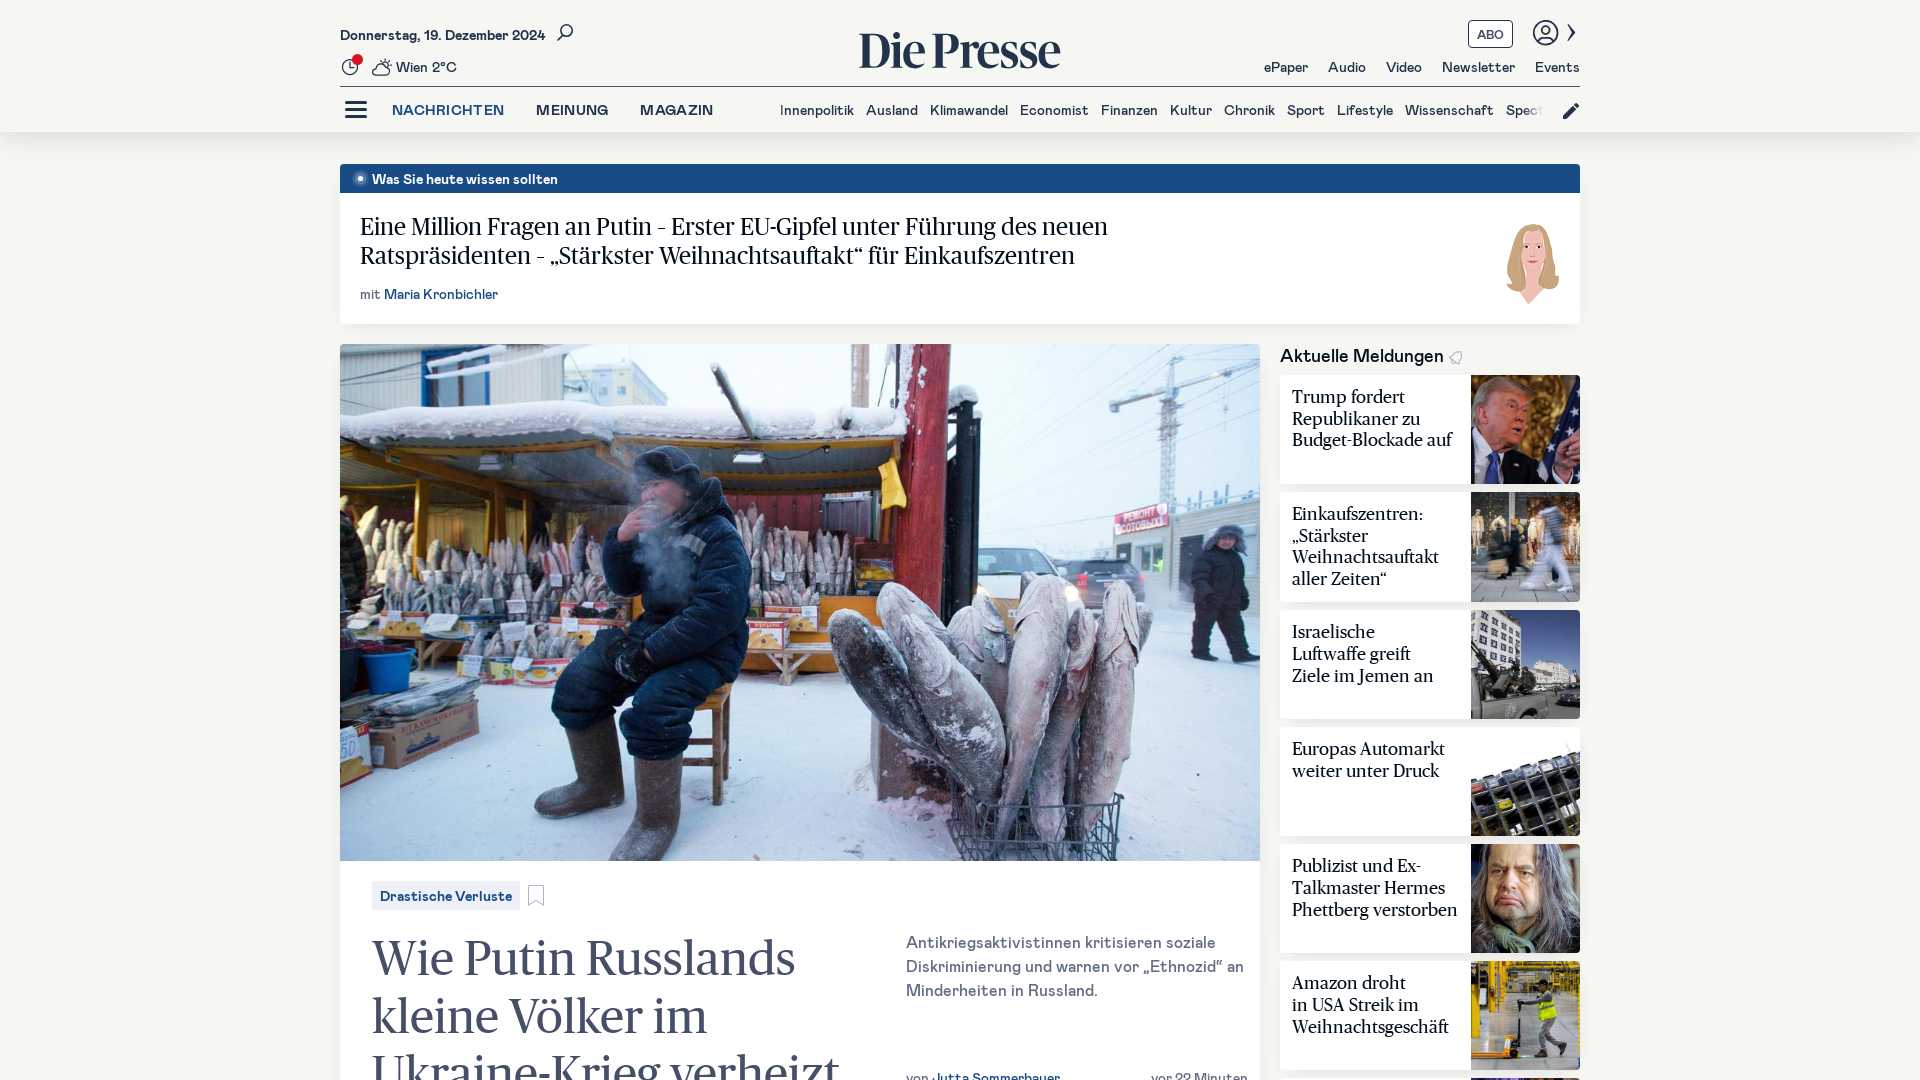 Donnerstag, 19. Dezember 2024
Die Presse
ABO
Wien 2°C
ePaper Audio Video Newsletter Events
NACHRICHTEN MEINUNG MAGAZIN
Innenpolitik Ausland Klimawandel Economist Finanzen Kultur Chronik Sport Lifestyle Wissenschaft Spect
Was Sie heute wissen sollten
Eine Million Fragen an Putin – Erster EU-Gipfel unter Führung des neuen
Ratspräsidenten – „Stärkster Weihnachtsauftakt“ für Einkaufszentren
mit Maria Kronbichler
РЕМОНТ
СОТОВЫХ
Drastische Verluste
Wie Putin Russlands
kleine Völker im
Ukraine-Krieg verheizt
Antikriegsaktivistinnen kritisieren soziale
Diskriminierung und warnen vor „Ethnozid“ an
Minderheiten in Russland.
von Jutta Sommerbauer
vor 22 Minuten
Aktuelle Meldungen
Trump fordert
Republikaner zu
Budget-Blockade auf
Einkaufszentren:
„Stärkster
Weihnachtsauftakt
aller Zeiten“
Israelische
Luftwaffe greift
Ziele im Jemen an
Europas Automarkt
weiter unter Druck
Publizist und Ex-
Talkmaster Hermes
Phettberg verstorben
Amazon droht
in USA Streik im
Weihnachtsgeschäft